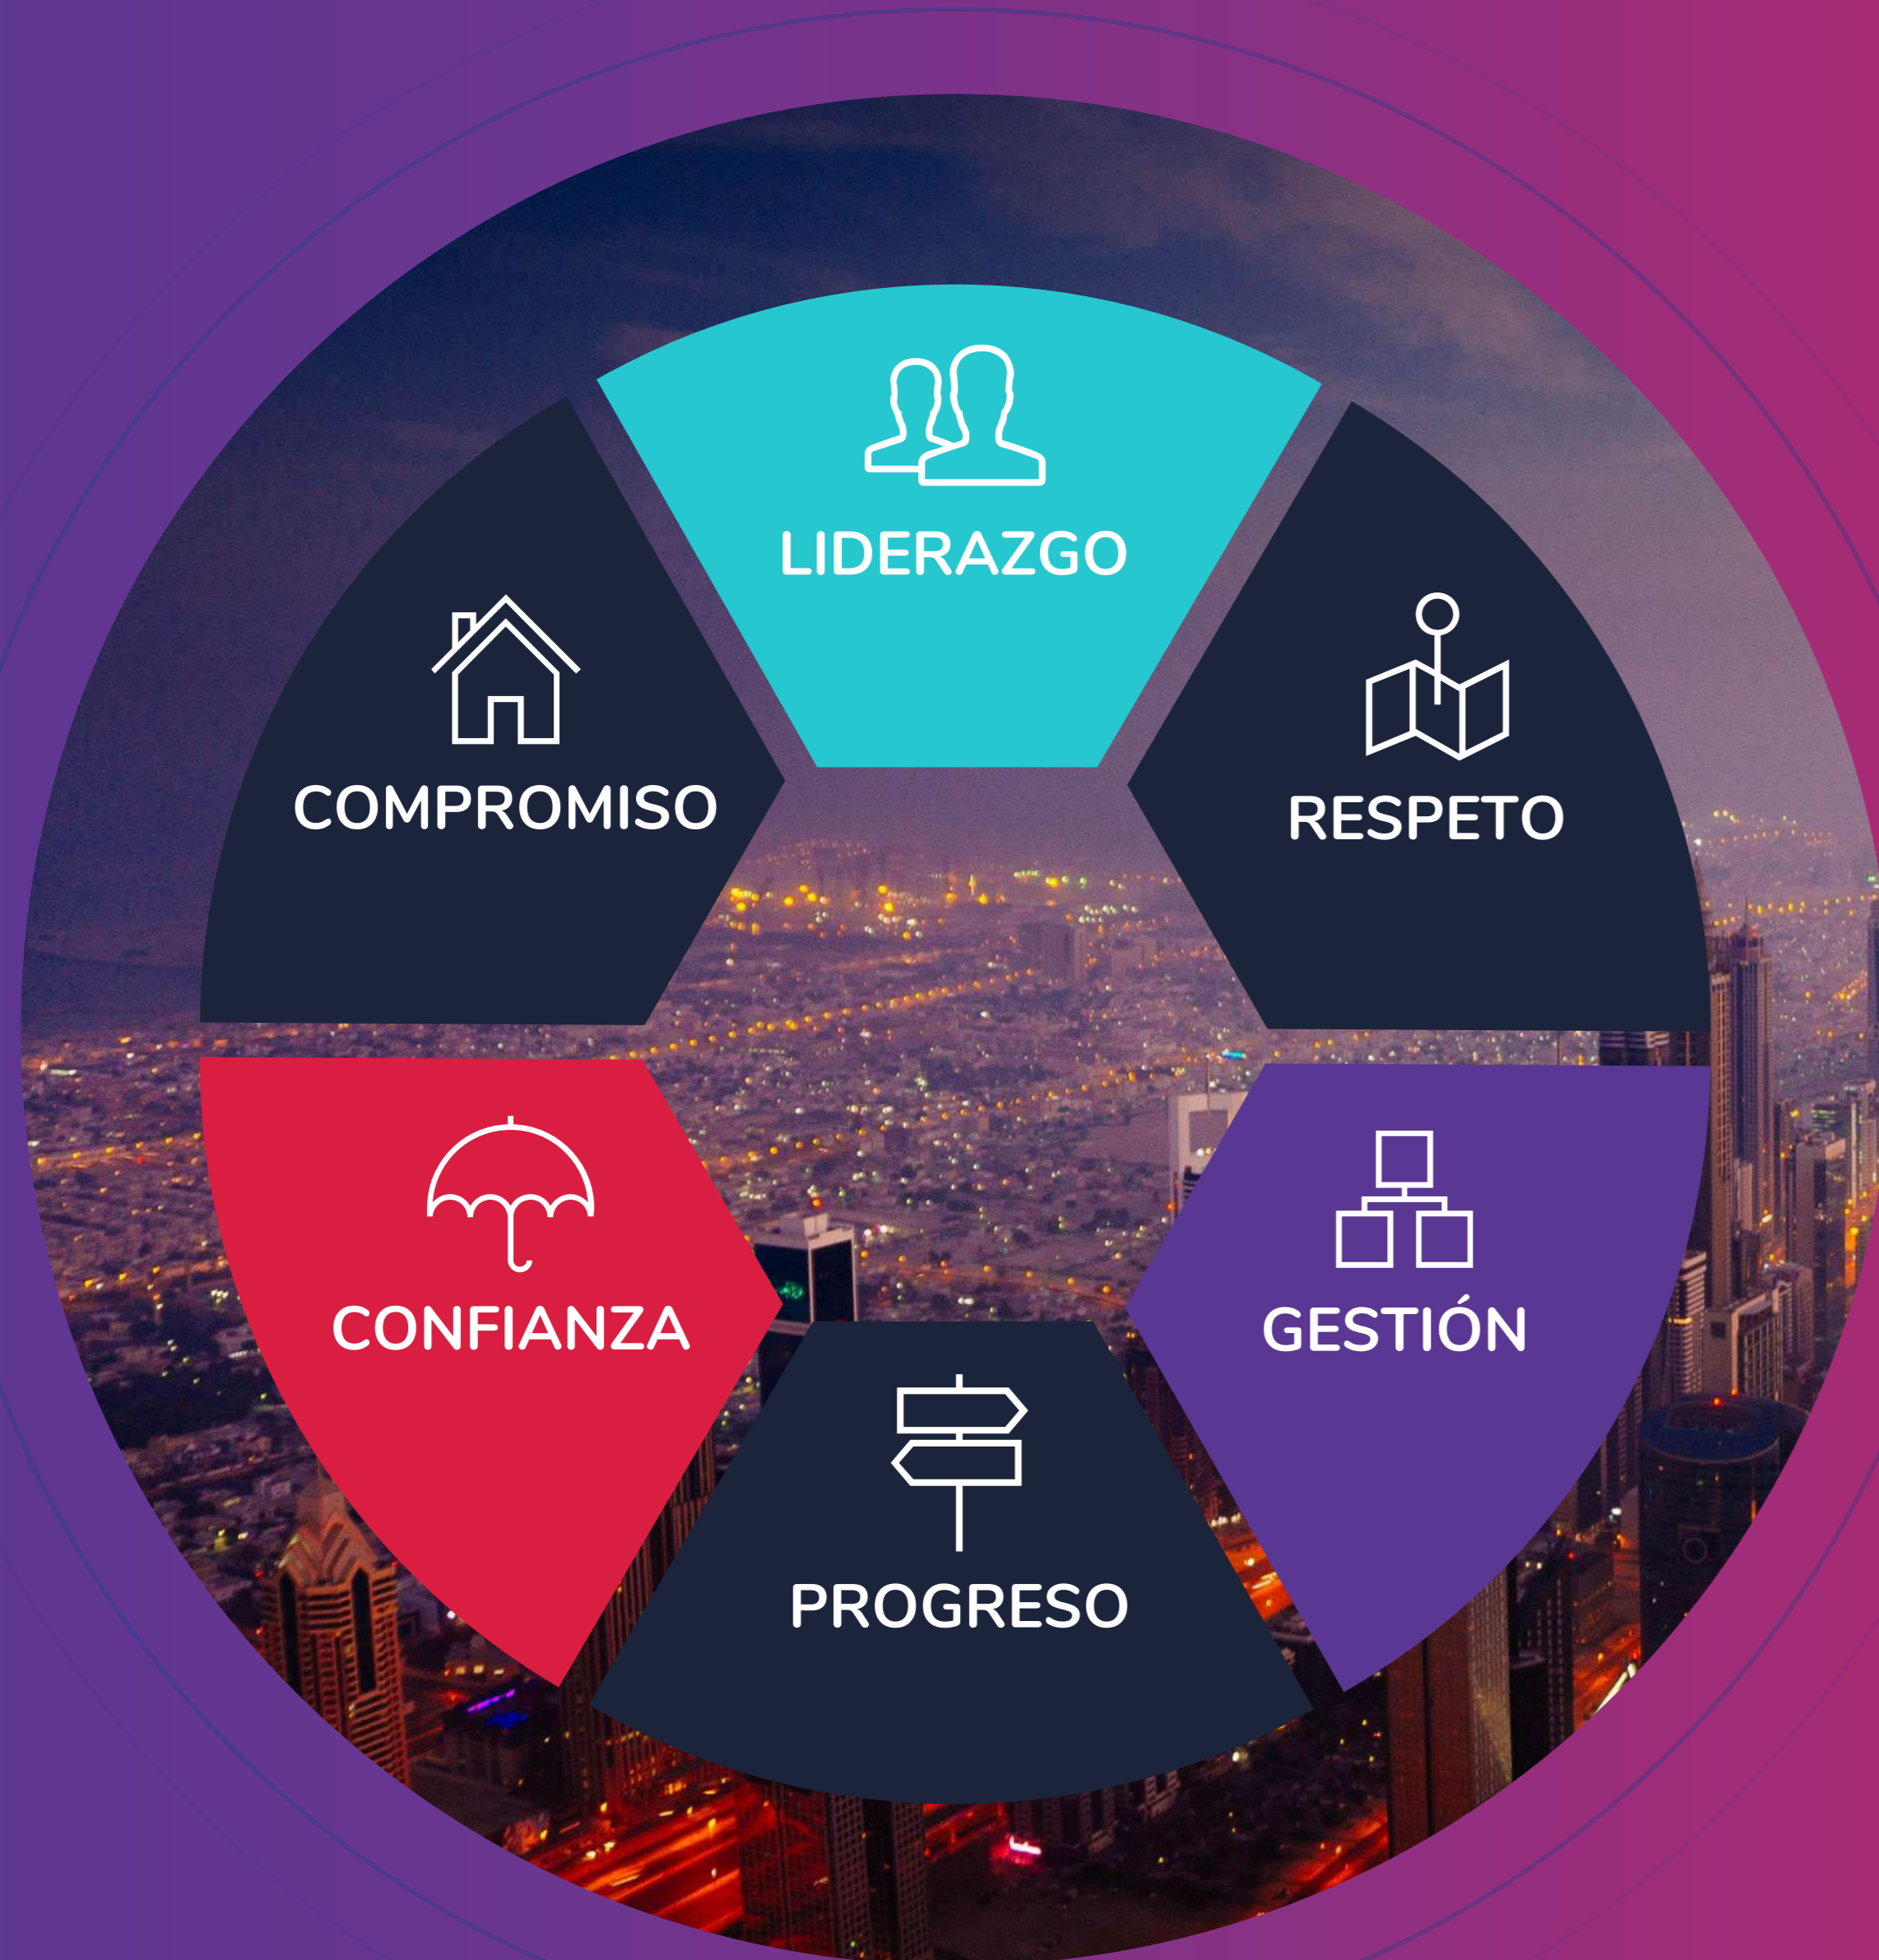 LIDERAZGO
COMPROMISO
RESPETO
CONFIANZA
GESTIÓN
PROGRESO